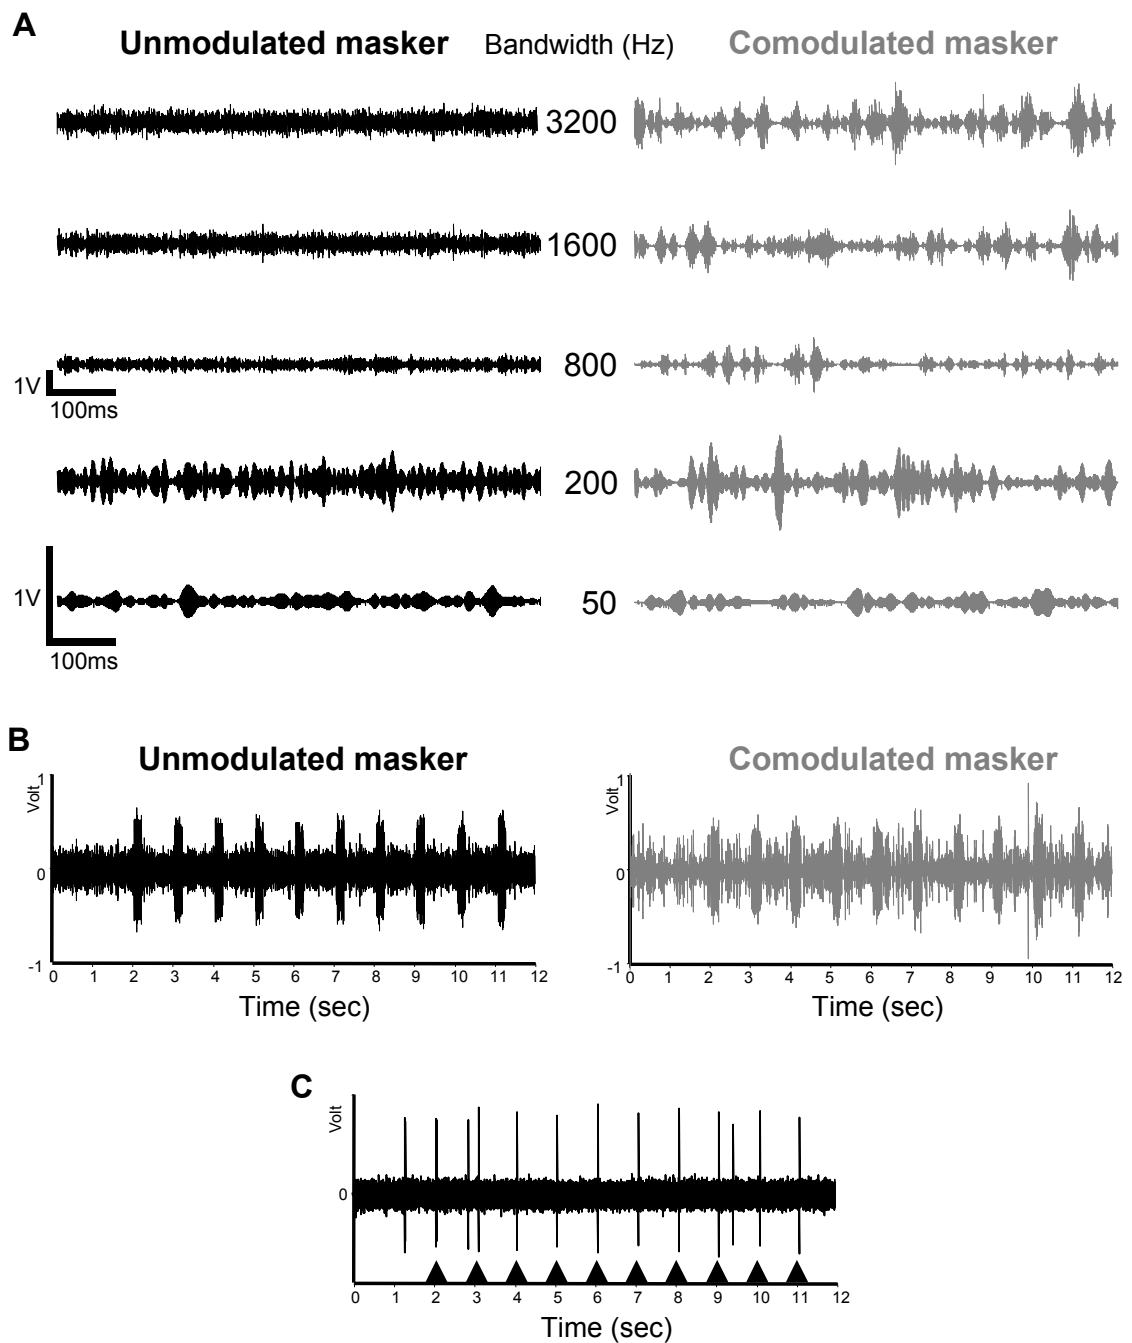 A
Unmodulated masker Bandwidth (Hz) Comodulated masker
3200
1600
800
1V
100ms
200
50
1V
100ms
B
Unmodulated masker
Volt
1
0
-1
0 1 2 3 4 5 6 7 8 9 10 11 12
Time (sec)
Comodulated masker
Volt
1
0
-1
0 1 2 3 4 5 6 7 8 9 10 11 12
Time (sec)
C
Volt
0
0 1 2 3 4 5 6 7 8 9 10 11 12
Time (sec)